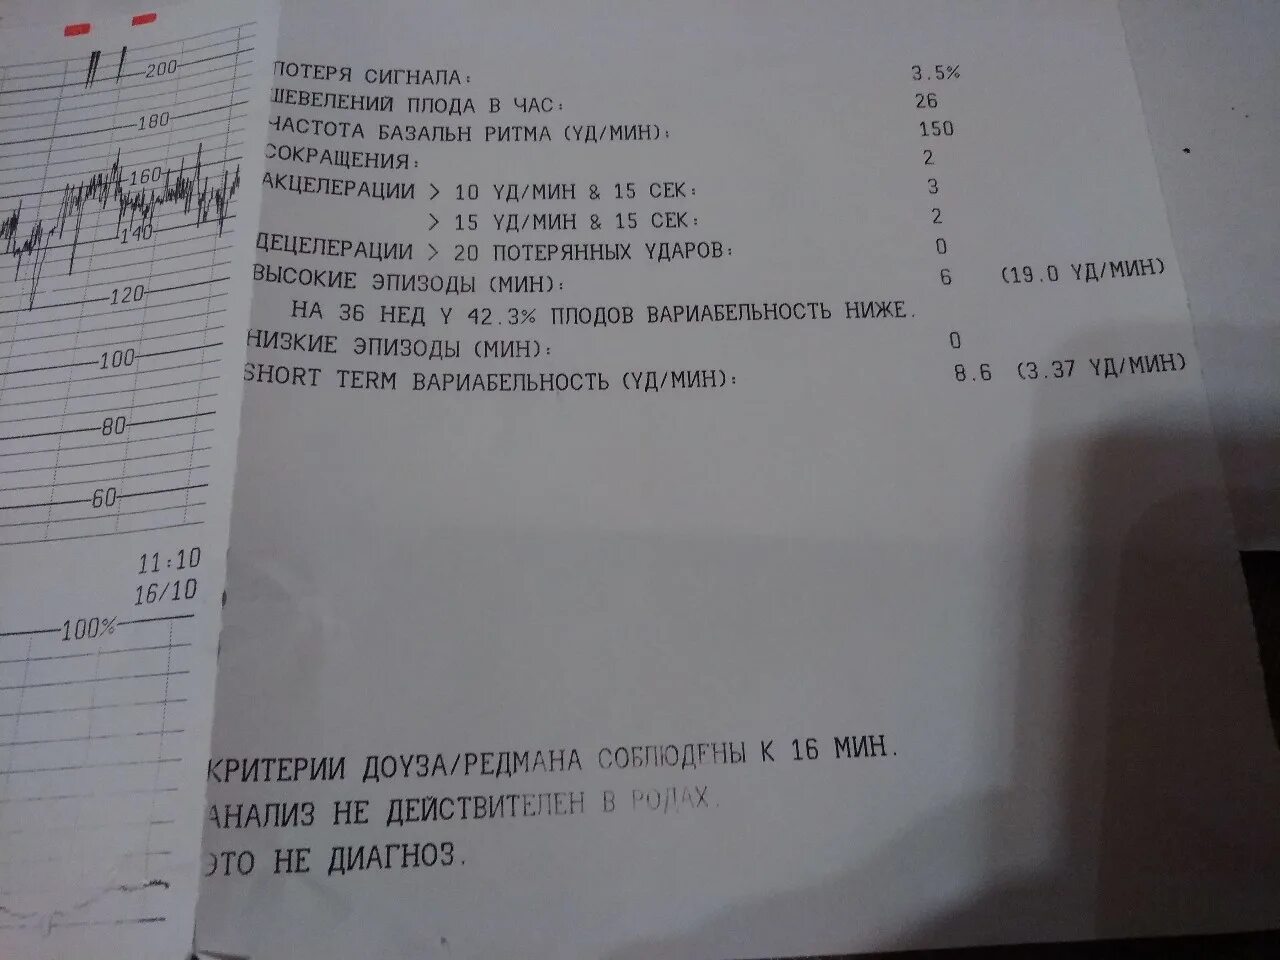 200
180
160
140
120
100
80
60
11:10
16/10
100%
ПОТЕРЯ СИГНАЛА: 3.5%
ШЕВЕЛЕНИЙ ПЛОДА В ЧАС: 26
ЧАСТОТА БАЗАЛЬН РИТМА (УД/МИН): 150
СОКРАЩЕНИЯ: 2
АКЦЕЛЕРАЦИИ > 10 УД/МИН & 15 СЕК: 3
> 15 УД/МИН & 15 СЕК: 2
ДЕЦЕЛЕРАЦИИ > 20 ПОТЕРЯННЫХ УДАРОВ: 0
ВЫСОКИЕ ЭПИЗОДЫ (МИН): 6 (19.0 УД/МИН)
НА 36 НЕД У 42.3% ПЛОДОВ ВАРИАБЕЛЬНОСТЬ НИЖЕ.
НИЗКИЕ ЭПИЗОДЫ (МИН): 0
SHORT TERM ВАРИАБЕЛЬНОСТЬ (УД/МИН): 8.6 (3.37 УД/МИН)
КРИТЕРИИ ДОУЗА/РЕДМАНА СОБЛЮДЕНЫ К 16 МИН.
АНАЛИЗ НЕ ДЕЙСТВИТЕЛЕН В РОДАХ.
ЭТО НЕ ДИАГНОЗ.